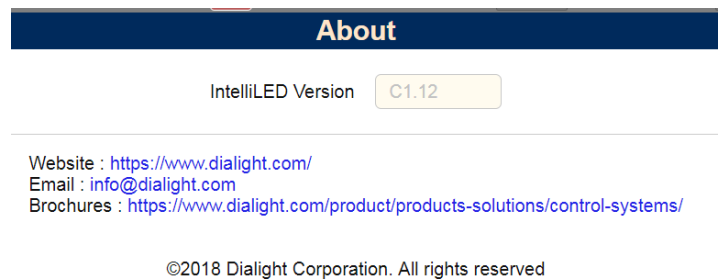 About
IntelliLED Version C1.12
Website : https://www.dialight.com/
Email : info@dialight.com
Brochures : https://www.dialight.com/product/products-solutions/control-systems/
©2018 Dialight Corporation. All rights reserved